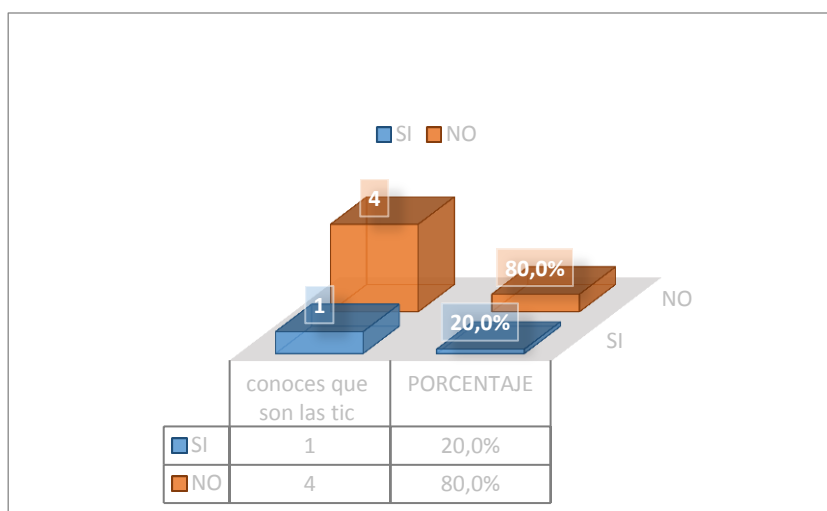 SI NO
4
80,0%
1
20,0%
NO
SI
conoces que PORCENTAJE
son las tic
SI 1 20,0%
NO 4 80,0%